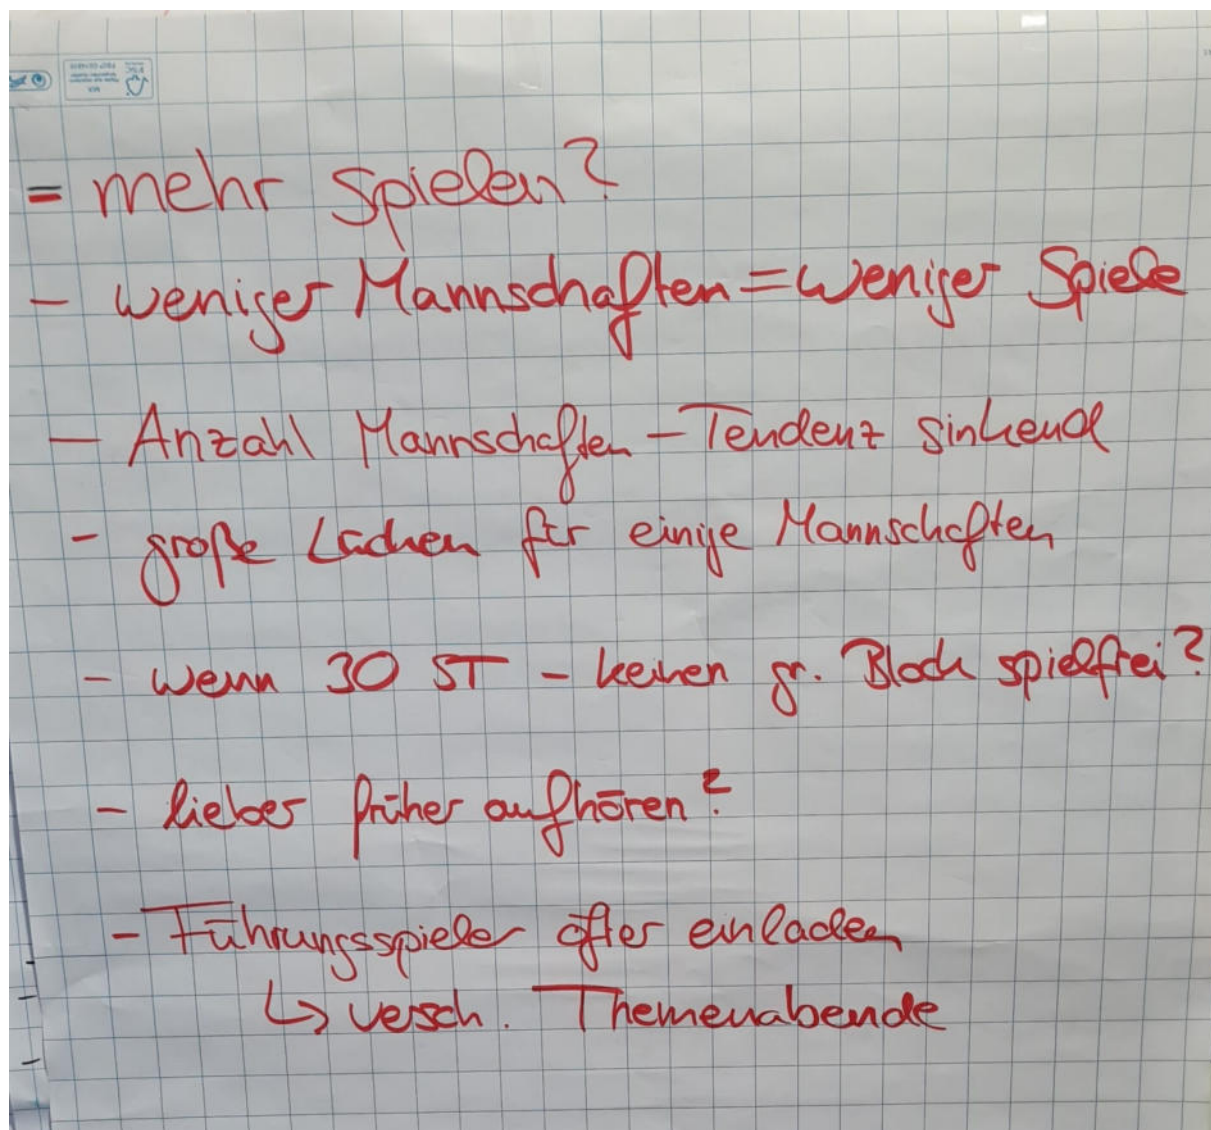 = mehr Spielen?
- weniger Mannschaften = weniger Spiele
- Anzahl Mannschaften - Tendenz sinkend
- große Lücken für einige Mannschaften
- wenn 30 ST - keinen gr. Block spielfrei?
- lieber früher aufhören?
- Führungsspieler öfter einladen
↳ versch. Themenabende